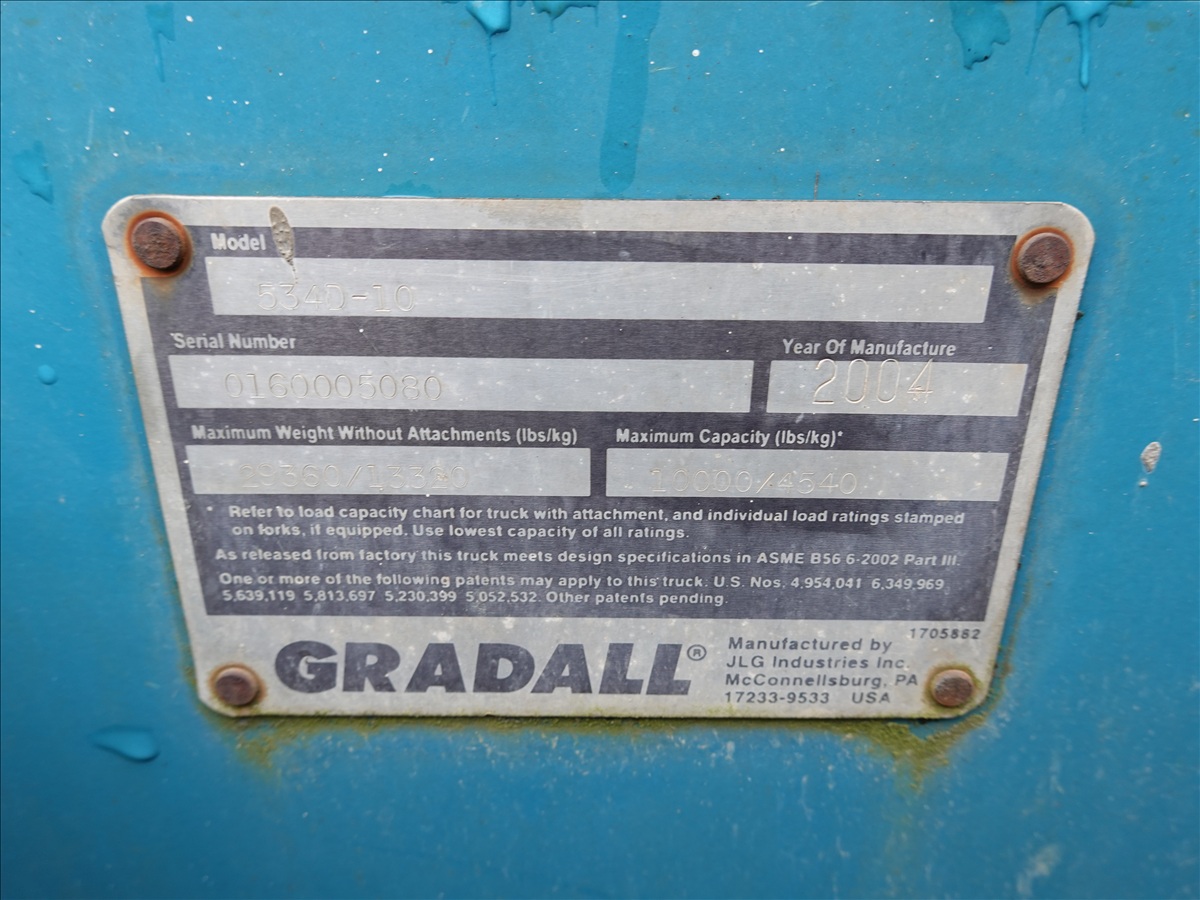 Model
534D-10
*Serial Number
Year Of Manufacture
0160005080
2004
Maximum Weight Without Attachments (lbs/kg)
Maximum Capacity (lbs/kg)*
29360/13320
10000/4540
* Refer to load capacity chart for truck with attachment, and individual load ratings stamped
on forks, if equipped. Use lowest capacity of all ratings.
As released from factory this truck meets design specifications in ASME B56 6-2002 Part III.
One or more of the following patents may apply to this truck. U.S. Nos. 4,954,041 6,349,969
5,639,119 5,813,697 5,230,399 5,052,532. Other patents pending.
1705882
GRADALL®
Manufactured by
JLG Industries Inc.
McConnellsburg, PA
17233-9533 USA